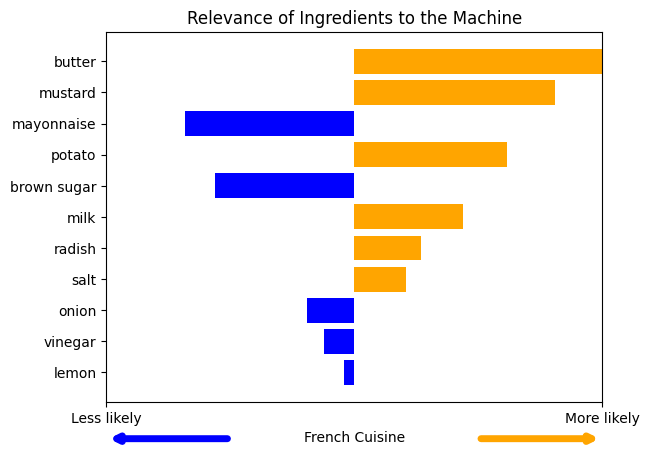 Relevance of Ingredients to the Machine
butter
mustard
mayonnaise
potato
brown sugar
milk
radish
salt
onion
vinegar
lemon
Less likely
More likely
French Cuisine